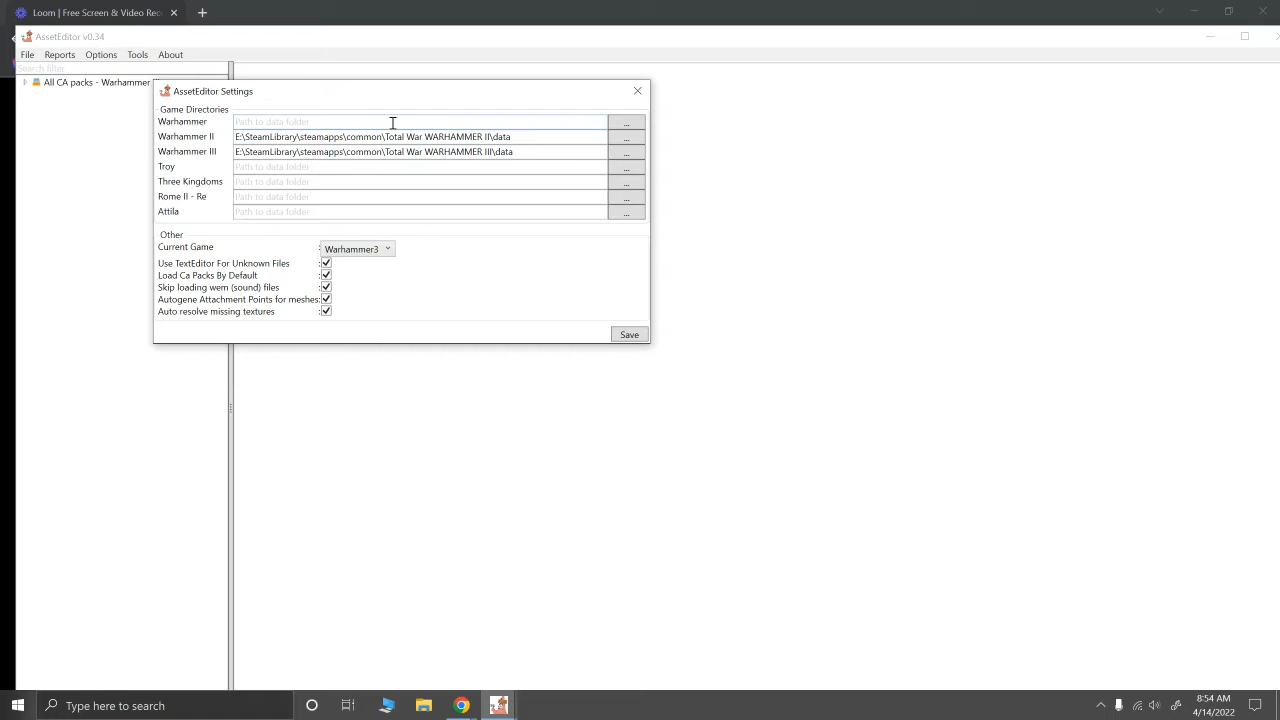 Loom | Free Screen & Video Rec
AssetEditor v0.34
File Reports Options Tools About
Search filter
All CA packs - Warhammer
AssetEditor Settings
Game Directories
Warhammer Path to data folder ...
Warhammer II E:\SteamLibrary\steamapps\common\Total War WARHAMMER II\data ...
Warhammer III E:\SteamLibrary\steamapps\common\Total War WARHAMMER III\data ...
Troy Path to data folder ...
Three Kingdoms Path to data folder ...
Rome II - Re Path to data folder ...
Attila Path to data folder ...
Other
Current Game : Warhammer3
Use TextEditor For Unknown Files :
Load Ca Packs By Default :
Skip loading wem (sound) files :
Autogene Attachment Points for meshes:
Auto resolve missing textures :
Save
Type here to search
8:54 AM
4/14/2022